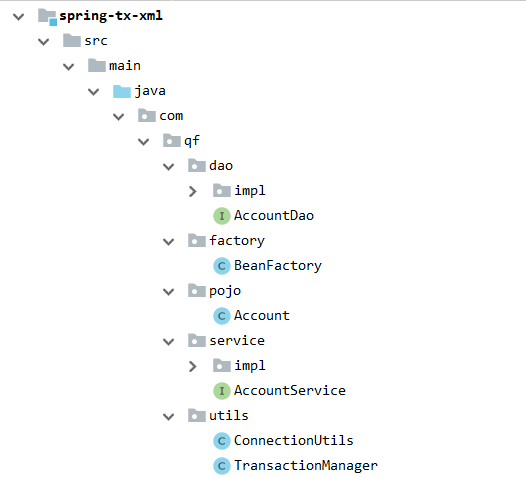 spring-tx-xml
src
main
java
com
qf
dao
impl
I AccountDao
factory
C BeanFactory
pojo
C Account
service
impl
I AccountService
utils
C ConnectionUtils
C TransactionManager